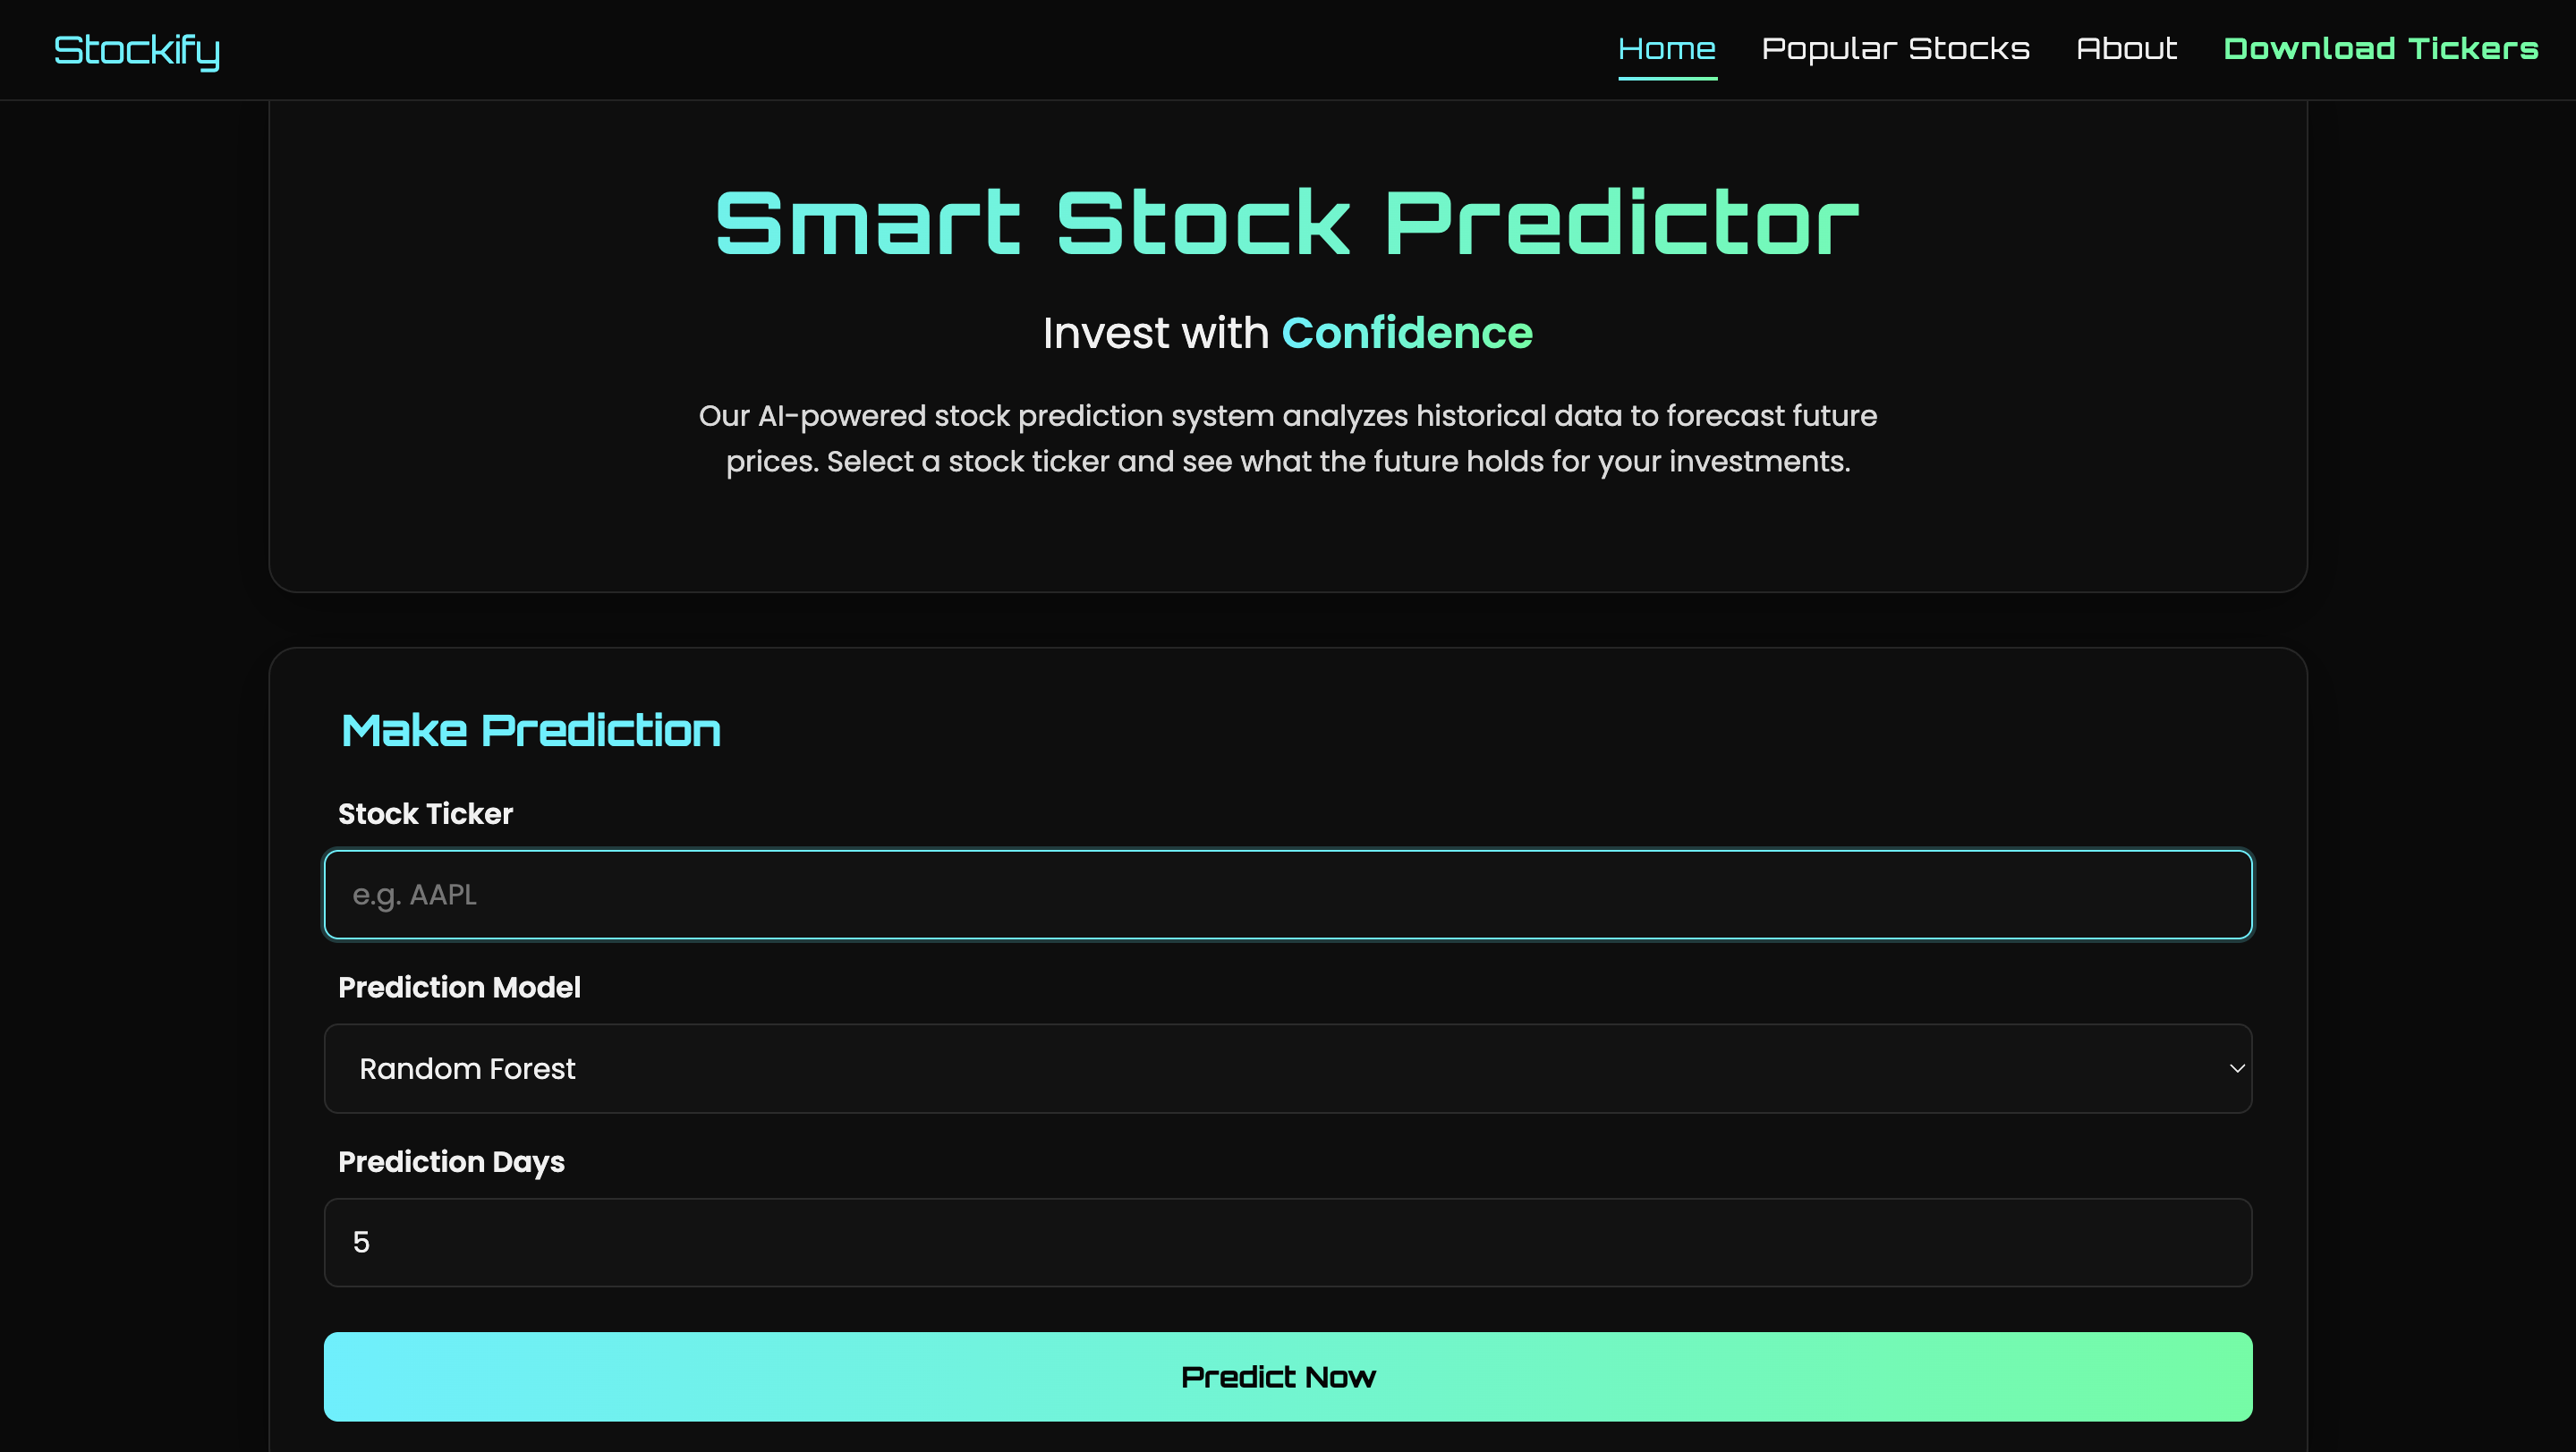 Stockify
Home
Popular Stocks
About
Download Tickers
Smart Stock Predictor
Invest with Confidence
Our AI-powered stock prediction system analyzes historical data to forecast future
prices. Select a stock ticker and see what the future holds for your investments.
Make Prediction
Stock Ticker
e.g. AAPL
Prediction Model
Random Forest
Prediction Days
5
Predict Now